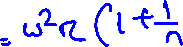 = ω²r (1 + 1/n